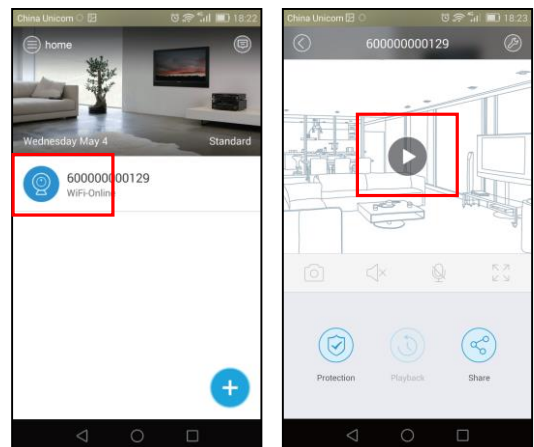 China Unicom
18:22
home
Wednesday May 4
Standard
600000000129
WiFi-Online
China Unicom
18:23
600000000129
Protection
Playback
Share